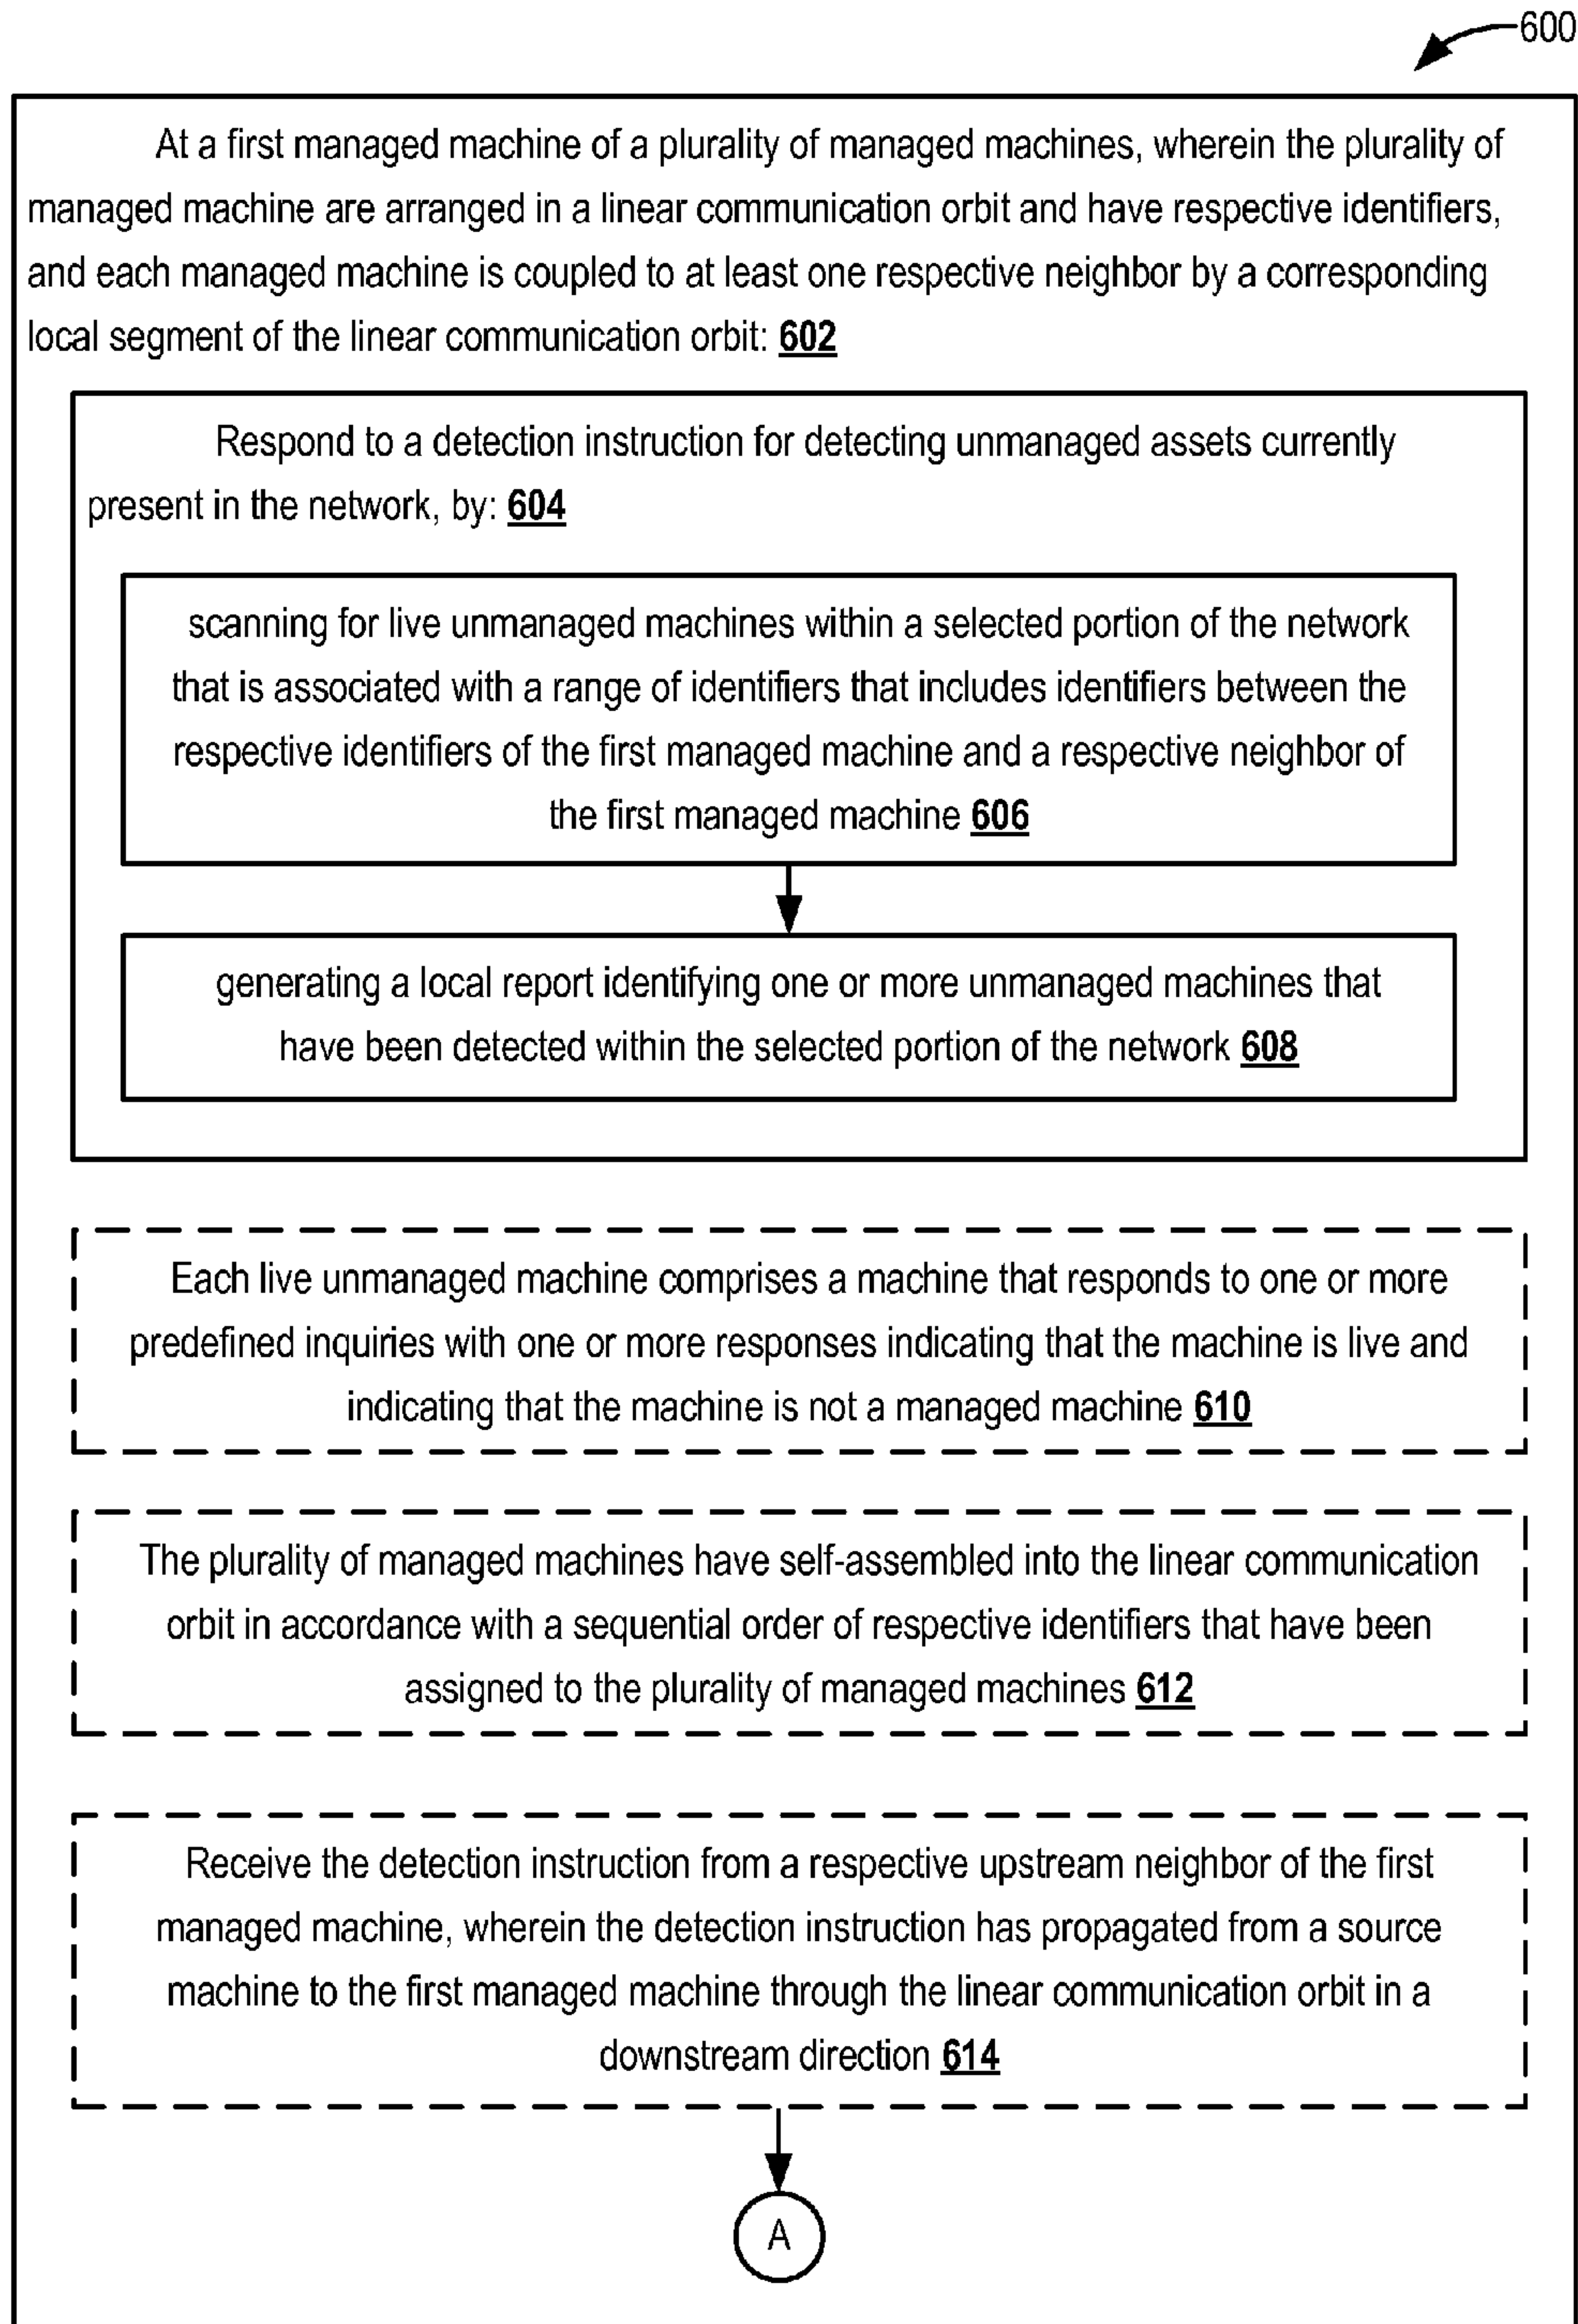 600
At a first managed machine of a plurality of managed machines, wherein the plurality of
managed machine are arranged in a linear communication orbit and have respective identifiers,
and each managed machine is coupled to at least one respective neighbor by a corresponding
local segment of the linear communication orbit: 602
Respond to a detection instruction for detecting unmanaged assets currently
present in the network, by: 604
scanning for live unmanaged machines within a selected portion of the network
that is associated with a range of identifiers that includes identifiers between the
respective identifiers of the first managed machine and a respective neighbor of
the first managed machine 606
generating a local report identifying one or more unmanaged machines that
have been detected within the selected portion of the network 608
Each live unmanaged machine comprises a machine that responds to one or more
predefined inquiries with one or more responses indicating that the machine is live and
indicating that the machine is not a managed machine 610
The plurality of managed machines have self-assembled into the linear communication
orbit in accordance with a sequential order of respective identifiers that have been
assigned to the plurality of managed machines 612
Receive the detection instruction from a respective upstream neighbor of the first
managed machine, wherein the detection instruction has propagated from a source
machine to the first managed machine through the linear communication orbit in a
downstream direction 614
A